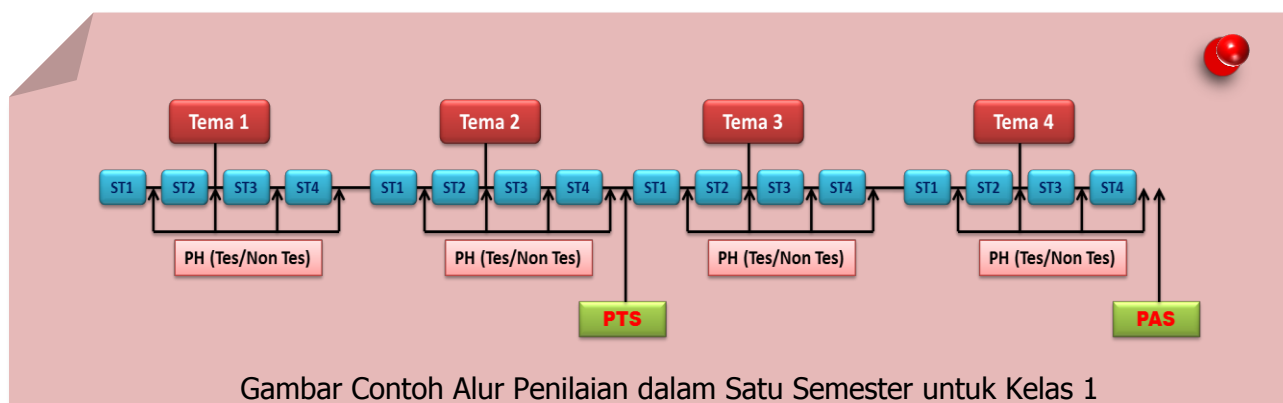 Tema 1 Tema 2 Tema 3 Tema 4
ST1 ST2 ST3 ST4 ST1 ST2 ST3 ST4 ST1 ST2 ST3 ST4 ST1 ST2 ST3 ST4
PH (Tes/Non Tes) PH (Tes/Non Tes) PH (Tes/Non Tes) PH (Tes/Non Tes)
PTS PAS
Gambar Contoh Alur Penilaian dalam Satu Semester untuk Kelas 1